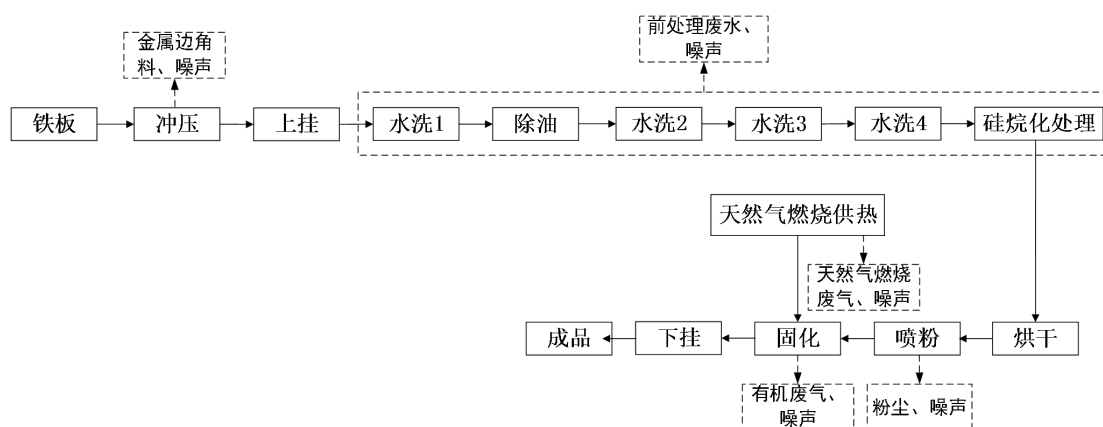 金属边角
料、噪声
前处理废水、
噪声
铁板
冲压
上挂
水洗1
除油
水洗2
水洗3
水洗4
硅烷化处理
天然气燃烧供热
天然气燃烧
废气、噪声
成品
下挂
固化
喷粉
烘干
有机废气、
噪声
粉尘、噪声